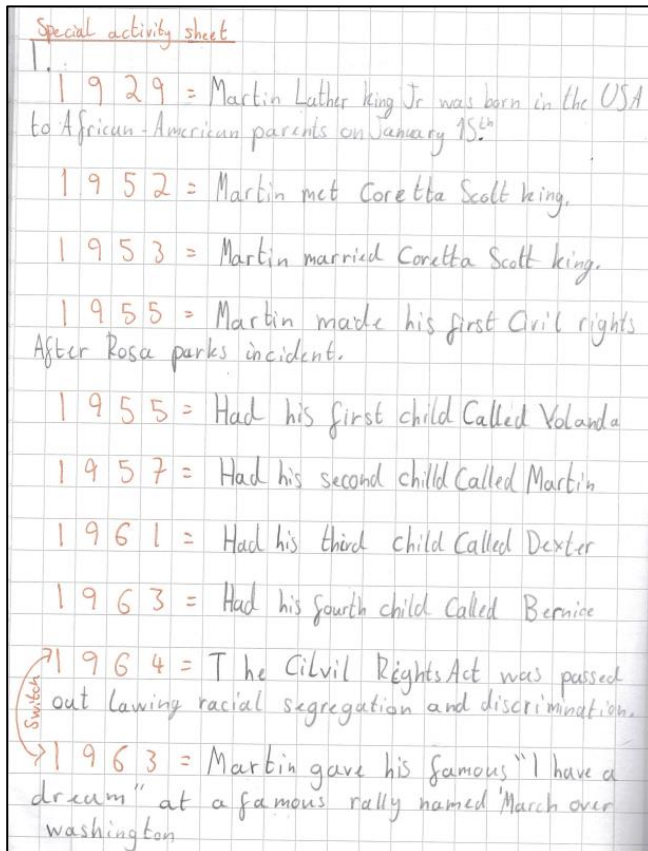 Special activity sheet
1.
1929 = Martin Luther king Jr was born in the USA
to African-American parents on January 15th.
1952 = Martin met Coretta Scott king.
1953 = Martin married Coretta Scott king.
1955 = Martin made his first Civil rights
After Rosa parks incident.
1955 = Had his first child Called Yolanda
1957 = Had his second chilld Called Martin
1961 = Had his third child Called Dexter
1963 = Had his fourth child Called Bernice
Switch
1964 = The Cilvil Rights Act was passed
out lawing racial segregation and discrimination.
1963 = Martin gave his famous "I have a
dream" at a famous rally named 'March over
washington